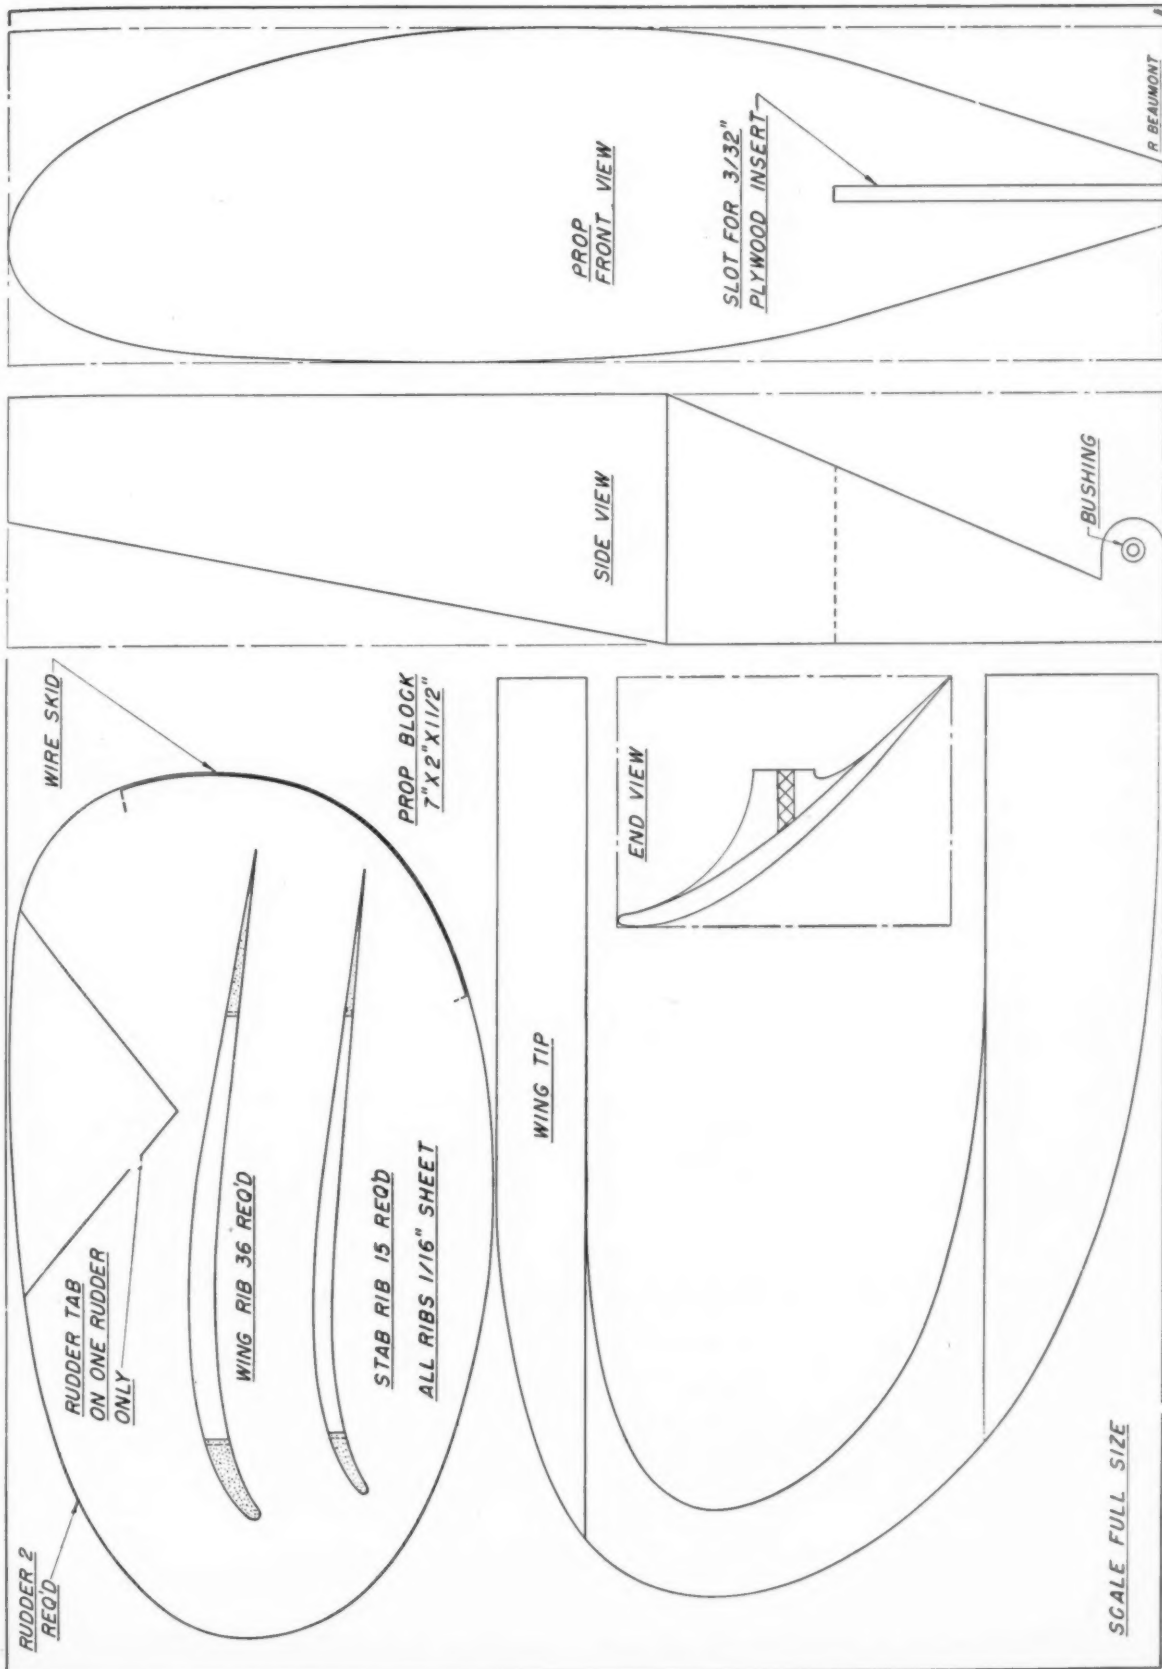 RUDDER 2
REQ'D
RUDDER TAB
ON ONE RUDDER
ONLY
WIRE SKID
WING RIB 36 REQ'D
STAB RIB 15 REQ'D
ALL RIBS 1/16" SHEET
PROP BLOCK
7"X2"X1 1/2"
WING TIP
END VIEW
SCALE FULL SIZE
SIDE VIEW
BUSHING
PROP
FRONT VIEW
SLOT FOR 3/32"
PLYWOOD INSERT
R BEAUMONT